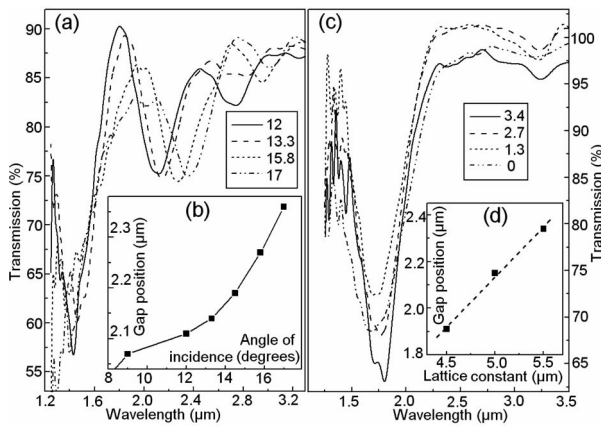 (a)
90
85
80
75
70
65
60
55
Transmission (%)
12
13.3
15.8
17
(b)
2.3
2.2
2.1
Gap position (µm)
Angle of
incidence (degrees)
8 10 12 14 16
1.2 1.6 2.0 2.4 2.8 3.2
Wavelength (µm)
(c)
100
95
90
85
80
75
70
65
Transmission (%)
3.4
2.7
1.3
0
(d)
2.4
2.2
2.0
1.8
Gap position (µm)
4.5 5.0 5.5
Lattice constant (µm)
1.5 2.0 2.5 3.0 3.5
Wavelength (µm)